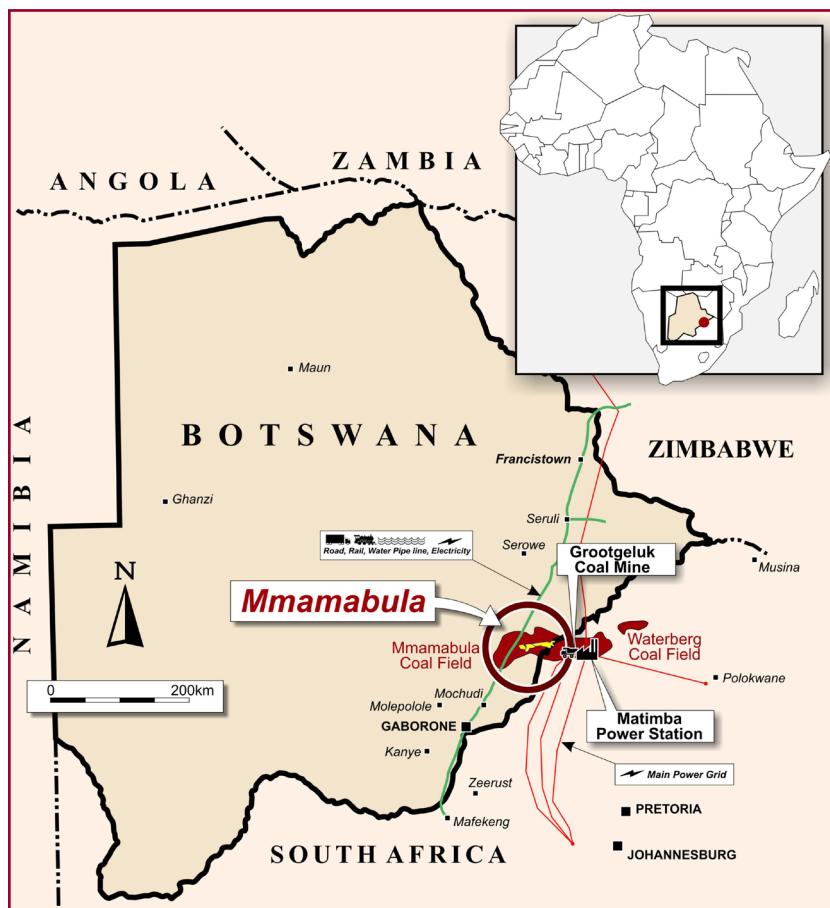 ANGOLA
ZAMBIA
NAMIBIA
BOTSWANA
ZIMBABWE
SOUTH AFRICA
Maun
Ghanzi
Francistown
Seruli
Serowe
Road, Rail, Water Pipe line, Electricity
Grootgeluk
Coal Mine
Musina
N
Mmamabula
Mmamabula
Coal Field
Waterberg
Coal Field
0
200km
Polokwane
Mochudi
Molepolole
GABORONE
Matimba
Power Station
Kanye
Main Power Grid
Zeerust
Mafekeng
PRETORIA
JOHANNESBURG